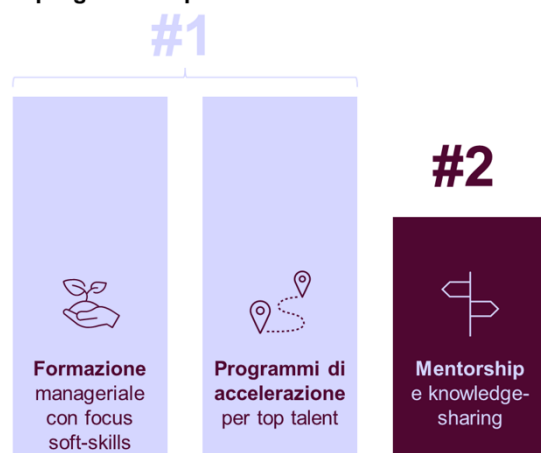 #1
#2
Formazione
manageriale
con focus
soft-skills
Programmi di
accelerazione
per top talent
Mentorship
e knowledge-
sharing